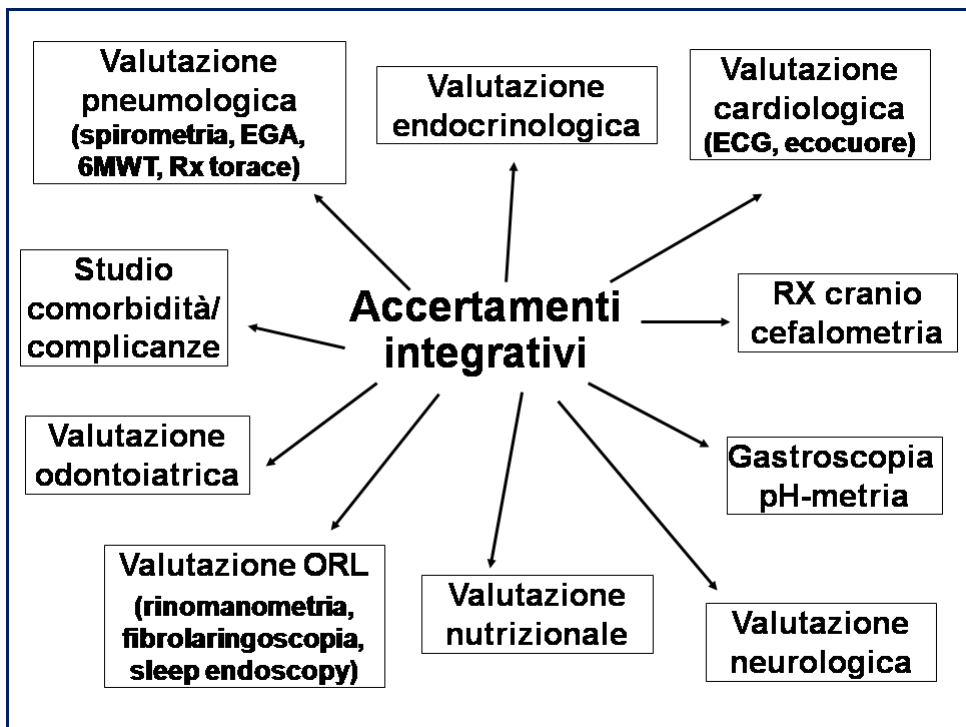 Valutazione
pneumologica
(spirometria, EGA,
6MWT, Rx torace)
Valutazione
endocrinologica
Valutazione
cardiologica
(ECG, ecocuore)
Studio
comorbidità/
complicanze
Accertamenti
integrativi
RX cranio
cefalometria
Valutazione
odontoiatrica
Gastroscopia
pH-metria
Valutazione ORL
(rinomanometria,
fibrolaringoscopia,
sleep endoscopy)
Valutazione
nutrizionale
Valutazione
neurologica